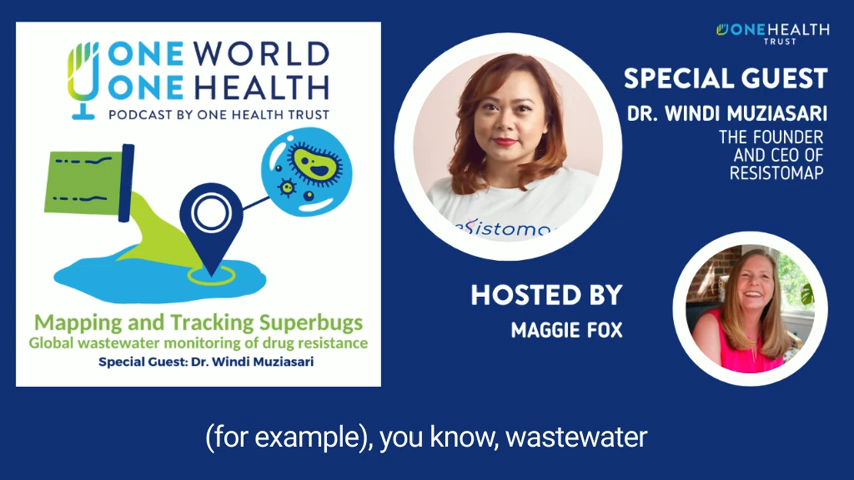 ONE WORLD
ONE HEALTH
PODCAST BY ONE HEALTH TRUST
Mapping and Tracking Superbugs
Global wastewater monitoring of drug resistance
Special Guest: Dr. Windi Muziasari
ONEHEALTH
TRUST
SPECIAL GUEST
DR. WINDI MUZIASARI
THE FOUNDER
AND CEO OF
RESISTOMAP
HOSTED BY
MAGGIE FOX
(for example), you know, wastewater